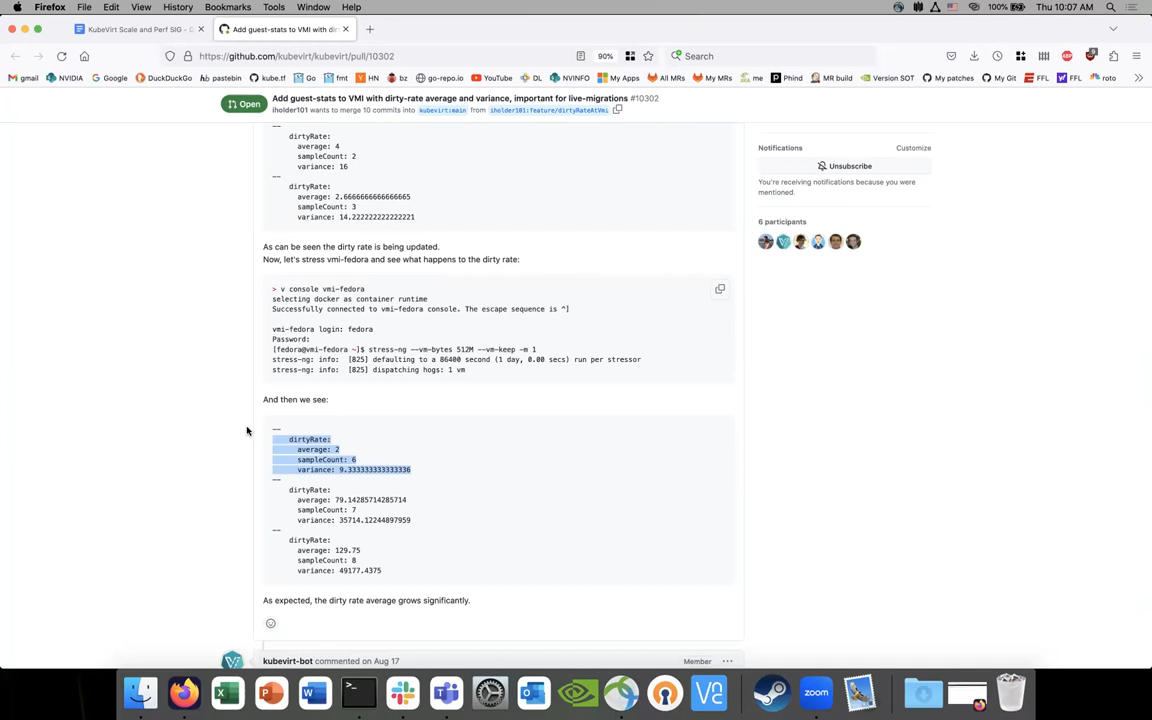 Firefox File Edit View History Bookmarks Tools Window Help 100% Thu 10:07 AM
KubeVirt Scale and Perf SIG - G
Add guest-stats to VMI with dir
https://github.com/kubevirt/kubevirt/pull/10302 90% Search
gmail NVIDIA Google DuckDuckGo pastebin kube.tf Go fmt HN bz go-repo.io YouTube DL NVINFO My Apps All MRs My MRs me Phind MR build Version SOT My patches My Git FFL FFL roto
Open
Add guest-stats to VMI with dirty-rate average and variance, important for live-migrations #10302
iholder101 wants to merge 10 commits into kubevirt:main from iholder101:feature/dirtyRateAtVmi
--
dirtyRate:
average: 4
sampleCount: 2
variance: 16
--
dirtyRate:
average: 2.6666666666666665
sampleCount: 3
variance: 14.222222222222221
As can be seen the dirty rate is being updated.
Now, let's stress vmi-fedora and see what happens to the dirty rate:
> v console vmi-fedora
selecting docker as container runtime
Successfully connected to vmi-fedora console. The escape sequence is ^]
vmi-fedora login: fedora
Password:
[fedora@vmi-fedora ~]$ stress-ng --vm-bytes 512M --vm-keep -m 1
stress-ng: info: [825] defaulting to a 86400 second (1 day, 0.00 secs) run per stressor
stress-ng: info: [825] dispatching hogs: 1 vm
And then we see:
--
dirtyRate:
average: 2
sampleCount: 6
variance: 9.333333333333336
--
dirtyRate:
average: 79.14285714285714
sampleCount: 7
variance: 35714.12244897959
--
dirtyRate:
average: 129.75
sampleCount: 8
variance: 49177.4375
As expected, the dirty rate average grows significantly.
kubevirt-bot commented on Aug 17 Member
Notifications Customize
Unsubscribe
You're receiving notifications because you were
mentioned.
6 participants
zoom